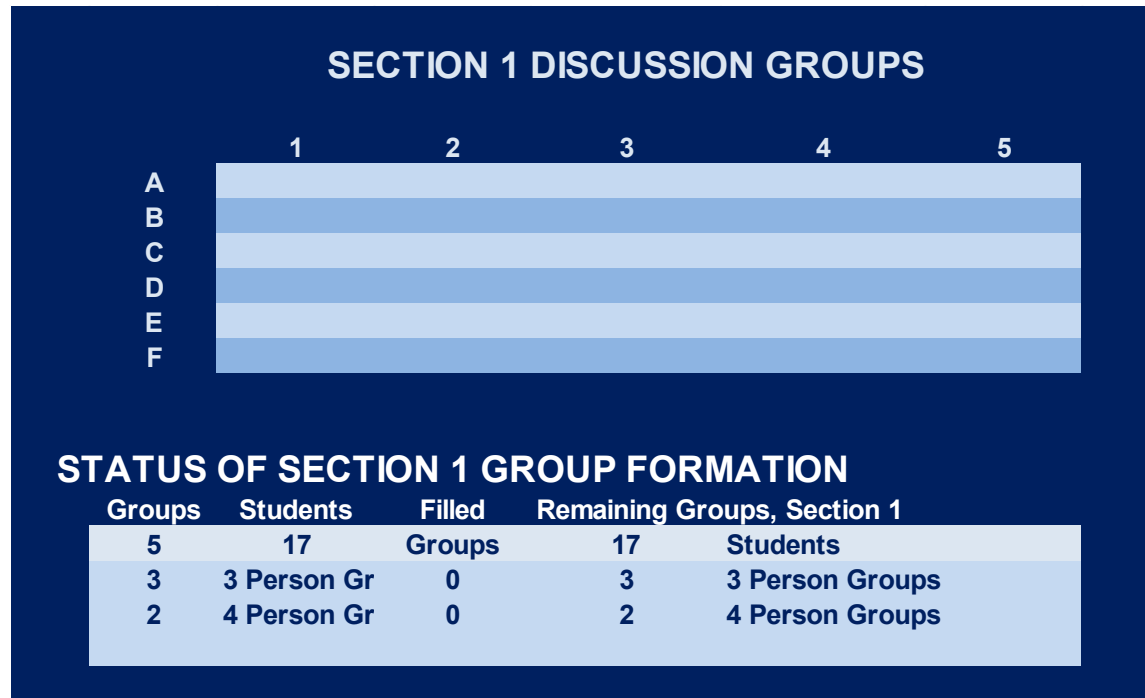 SECTION 1 DISCUSSION GROUPS
1 2 3 4 5
A
B
C
D
E
F
STATUS OF SECTION 1 GROUP FORMATION
Groups Students Filled Remaining Groups, Section 1
5 17 Groups 17 Students
3 3 Person Gr 0 3 3 Person Groups
2 4 Person Gr 0 2 4 Person Groups